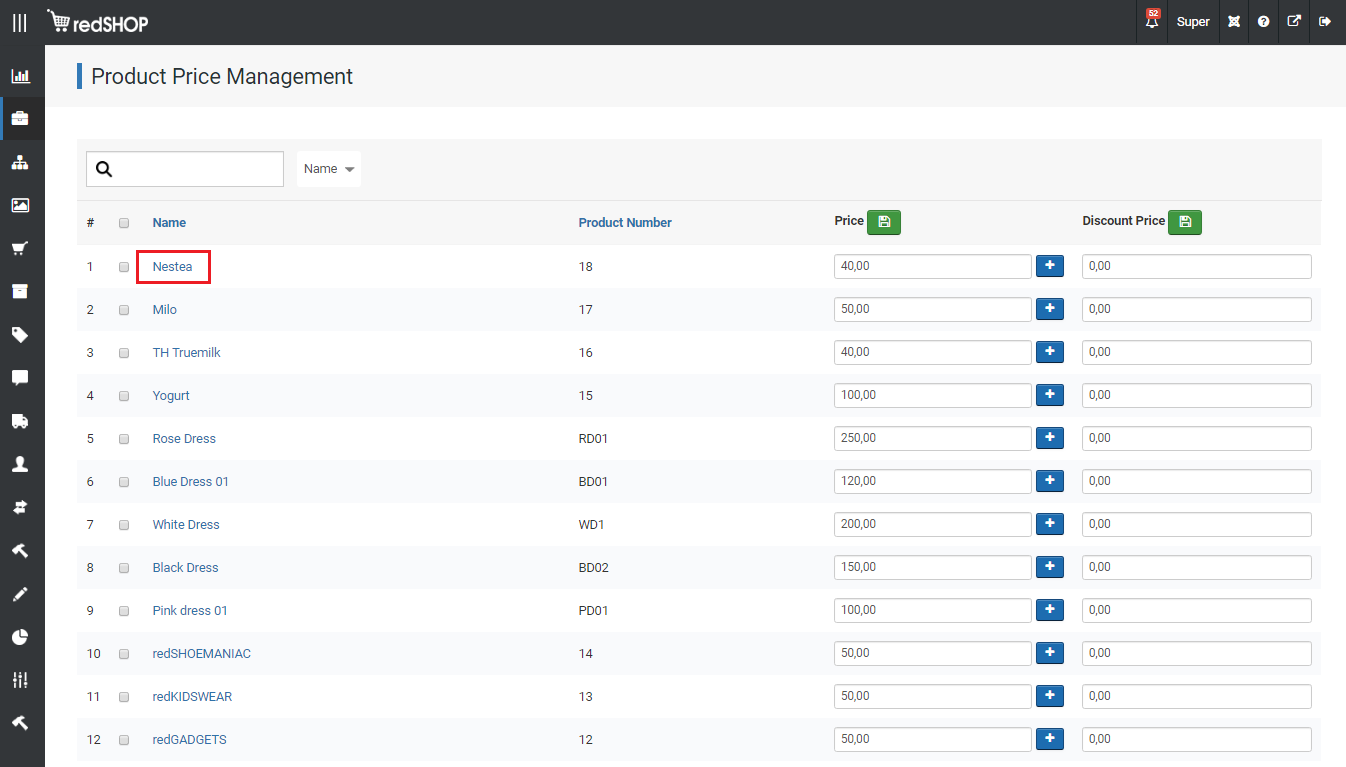 redSHOP
52
Super
Product Price Management
Name
# Name Product Number Price Discount Price
1 Nestea 18 40,00 0,00
2 Milo 17 50,00 0,00
3 TH Truemilk 16 40,00 0,00
4 Yogurt 15 100,00 0,00
5 Rose Dress RD01 250,00 0,00
6 Blue Dress 01 BD01 120,00 0,00
7 White Dress WD1 200,00 0,00
8 Black Dress BD02 150,00 0,00
9 Pink dress 01 PD01 100,00 0,00
10 redSHOEMANIAC 14 50,00 0,00
11 redKIDSWEAR 13 50,00 0,00
12 redGADGETS 12 50,00 0,00